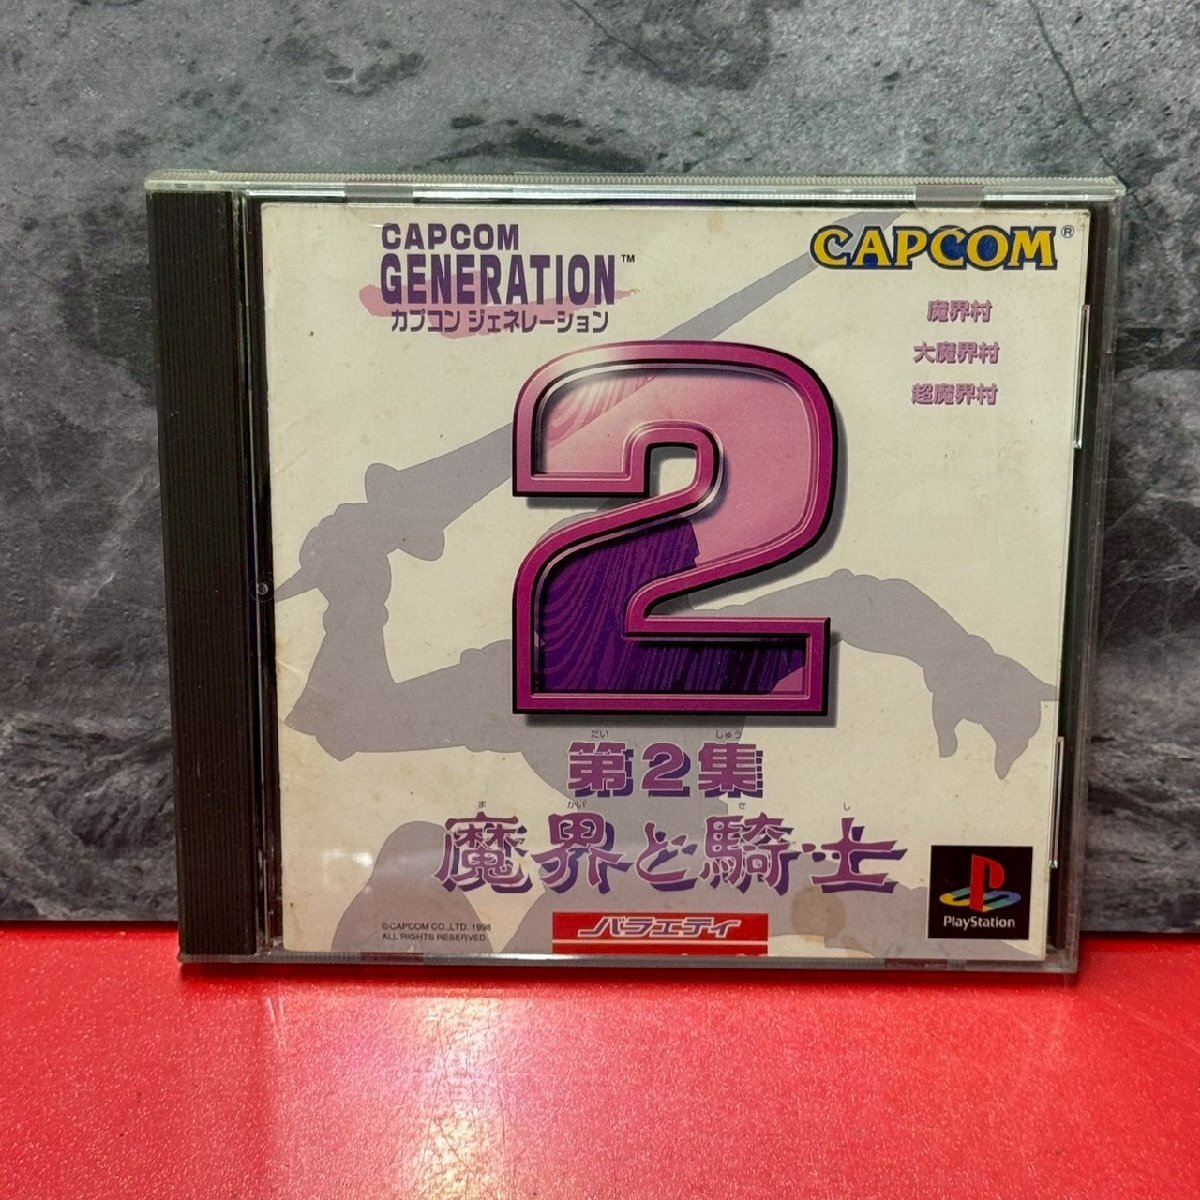 CAPCOM
GENERATION™
カプコン ジェネレーション
CAPCOM®
魔界村
大魔界村
超魔界村
2
だい しゅう
第2集
ま かい き し
魔界と騎士
©CAPCOM CO.,LTD. 1998
ALL RIGHTS RESERVED.
バラエティ
PlayStation